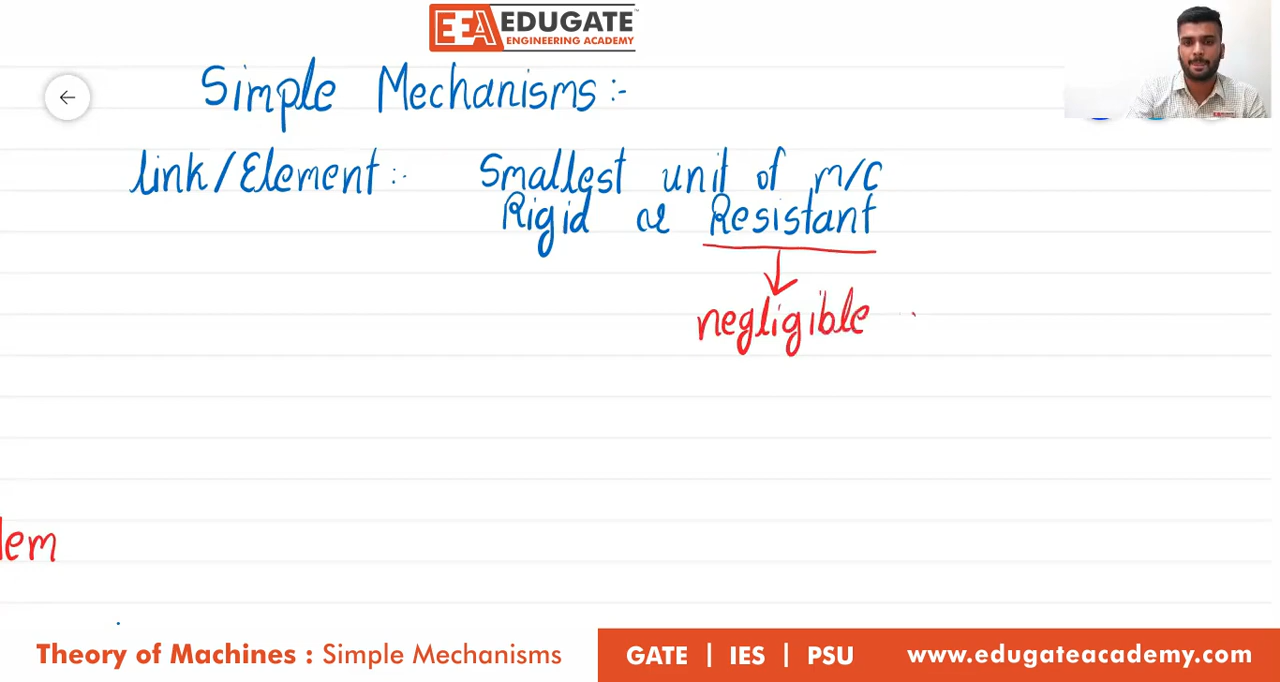 EEA EDUGATE
ENGINEERING ACADEMY
Simple Mechanisms :-
Link/Element :- Smallest unit of m/c
Rigid or Resistant
negligible
lem
Theory of Machines : Simple Mechanisms
GATE | IES | PSU
www.edugateacademy.com